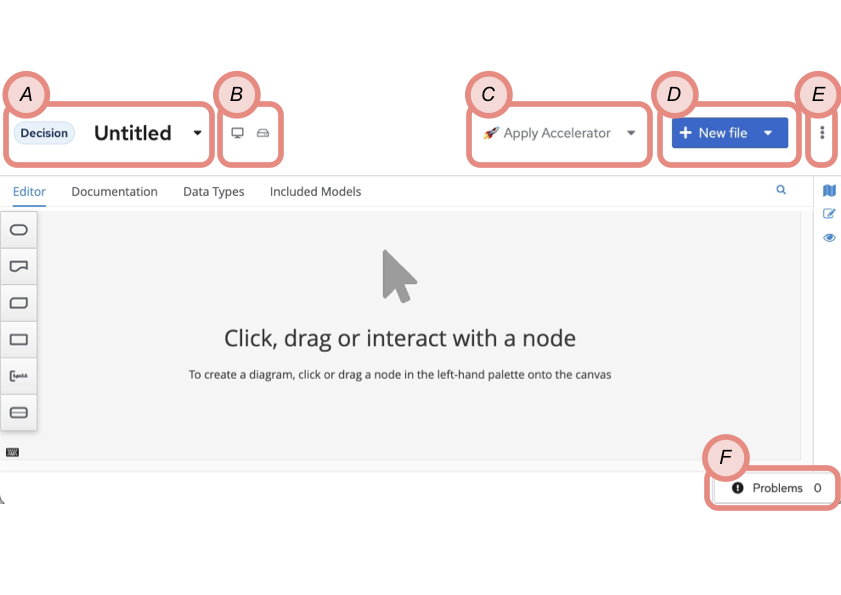 A
B
C
D
E
Decision
Untitled
Apply Accelerator
New file
Editor
Documentation
Data Types
Included Models
Click, drag or interact with a node
To create a diagram, click or drag a node in the left-hand palette onto the canvas
F
Problems 0